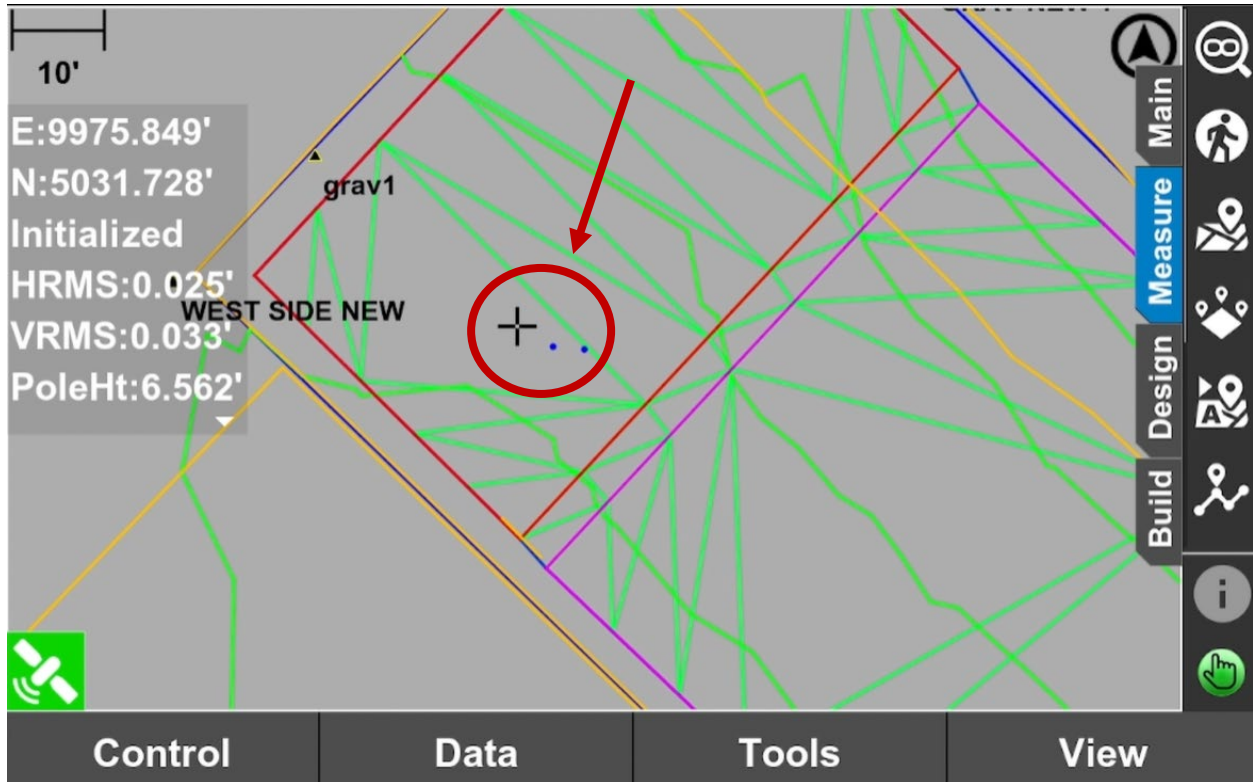 10'
E:9975.849'
N:5031.728'
Initialized
HRMS:0.025'
VRMS:0.033'
PoleHt:6.562'
grav1
WEST SIDE NEW
Main
Measure
Design
Build
A
i
Control
Data
Tools
View